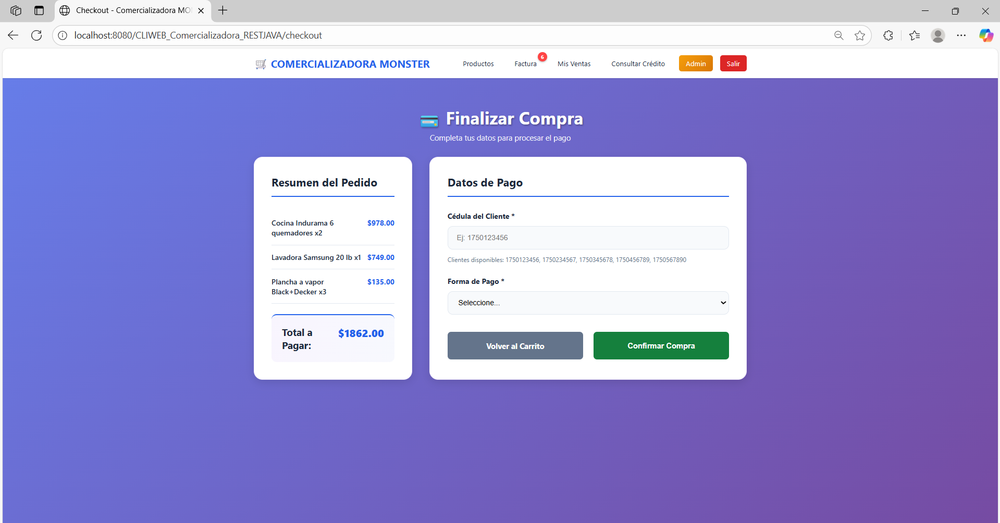 Checkout - Comercializadora MO
localhost:8080/CLIWEB_Comercializadora_RESTJAVA/checkout
COMERCIALIZADORA MONSTER
Productos
Factura
6
Mis Ventas
Consultar Crédito
Admin
Salir
Finalizar Compra
Completa tus datos para procesar el pago
Resumen del Pedido
Cocina Indurama 6 $978.00
quemadores x2
Lavadora Samsung 20 lb x1 $749.00
Plancha a vapor $135.00
Black+Decker x3
Total a $1862.00
Pagar:
Datos de Pago
Cédula del Cliente *
Ej: 1750123456
Clientes disponibles: 1750123456, 1750234567, 1750345678, 1750456789, 1750567890
Forma de Pago *
Seleccione...
Volver al Carrito
Confirmar Compra